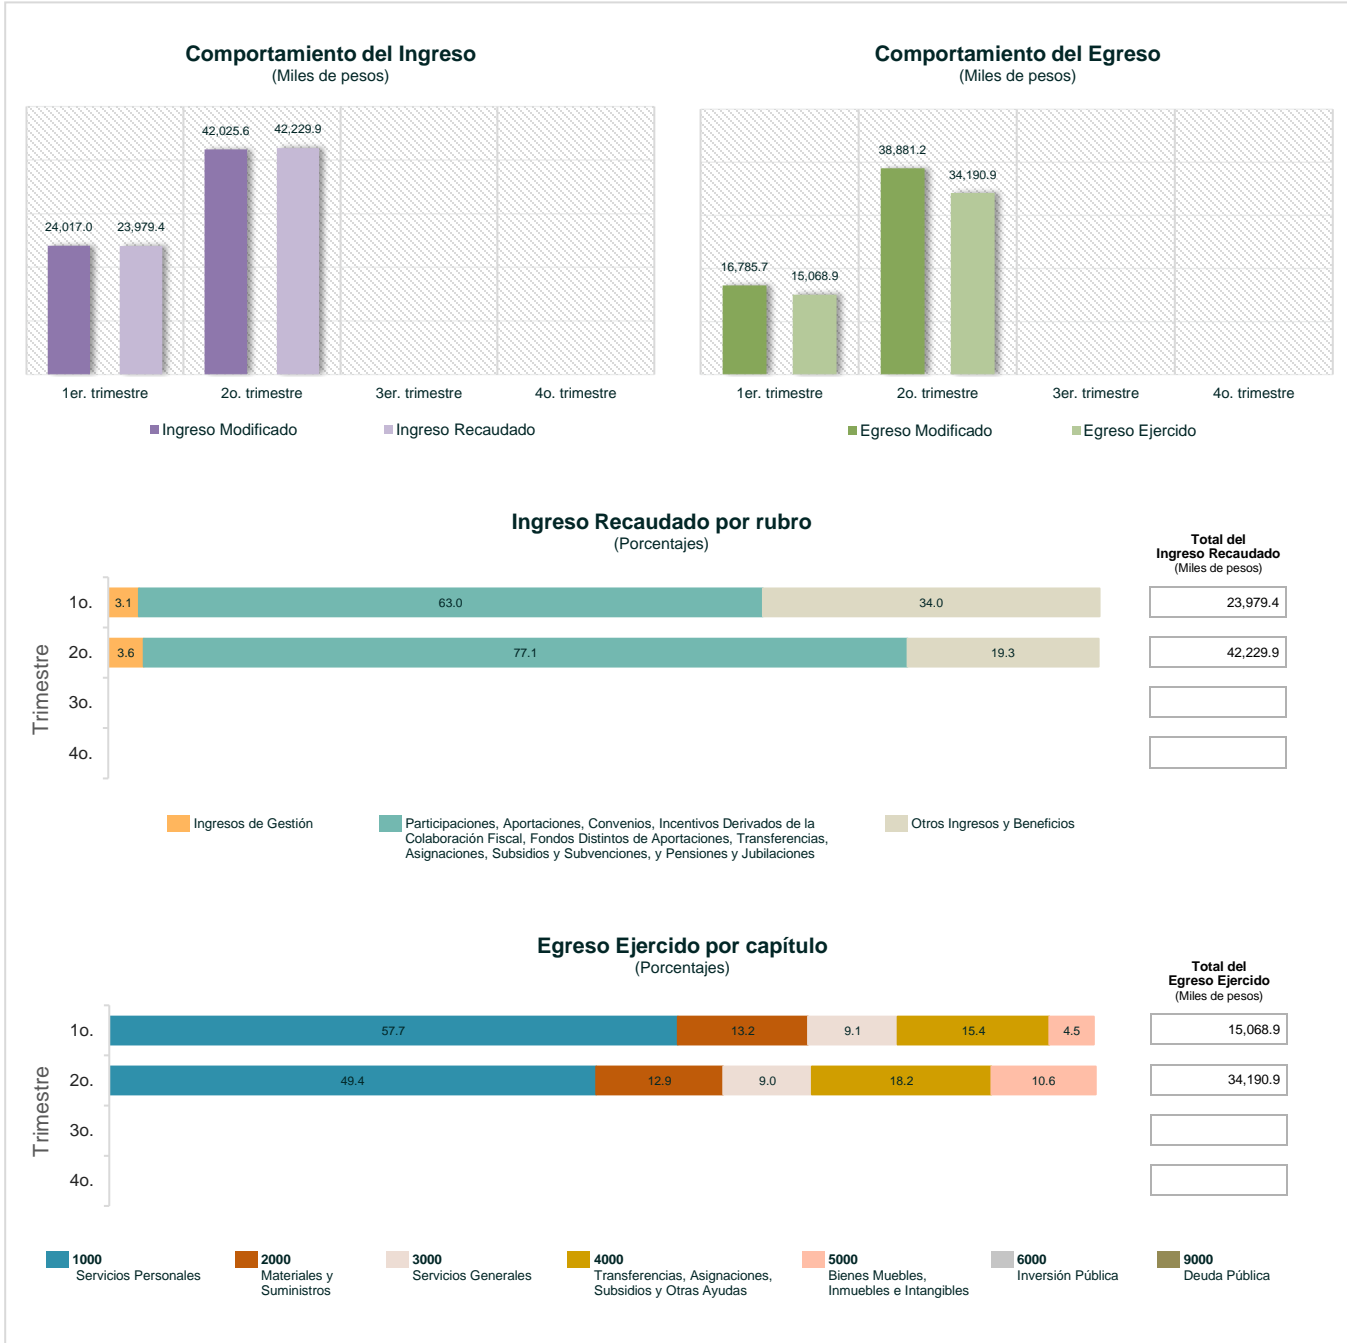 Comportamiento del Ingreso
(Miles de pesos)
42,025.6
42,229.9
24,017.0
23,979.4
1er. trimestre
2o. trimestre
3er. trimestre
4o. trimestre
Ingreso Modificado
Ingreso Recaudado
Comportamiento del Egreso
(Miles de pesos)
38,881.2
34,190.9
16,785.7
15,068.9
1er. trimestre
2o. trimestre
3er. trimestre
4o. trimestre
Egreso Modificado
Egreso Ejercido
Ingreso Recaudado por rubro
(Porcentajes)
Total del
Ingreso Recaudado
(Miles de pesos)
Trimestre
1o.
3.1
63.0
34.0
23,979.4
2o.
3.6
77.1
19.3
42,229.9
3o.
4o.
Ingresos de Gestión
Participaciones, Aportaciones, Convenios, Incentivos Derivados de la
Colaboración Fiscal, Fondos Distintos de Aportaciones, Transferencias,
Asignaciones, Subsidios y Subvenciones, y Pensiones y Jubilaciones
Otros Ingresos y Beneficios
Egreso Ejercido por capítulo
(Porcentajes)
Total del
Egreso Ejercido
(Miles de pesos)
Trimestre
1o.
57.7
13.2
9.1
15.4
4.5
15,068.9
2o.
49.4
12.9
9.0
18.2
10.6
34,190.9
3o.
4o.
1000
Servicios Personales
2000
Materiales y
Suministros
3000
Servicios Generales
4000
Transferencias, Asignaciones,
Subsidios y Otras Ayudas
5000
Bienes Muebles,
Inmuebles e Intangibles
6000
Inversión Pública
9000
Deuda Pública